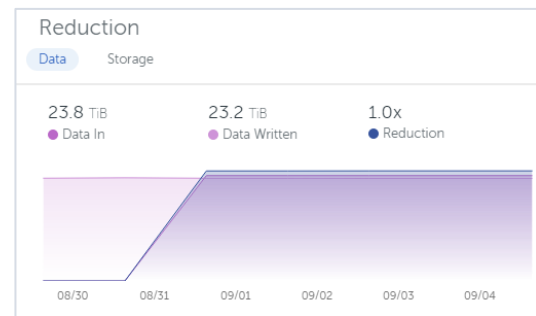 Reduction
Data Storage
23.8 TiB 23.2 TiB 1.0x
Data In Data Written Reduction
08/30 08/31 09/01 09/02 09/03 09/04